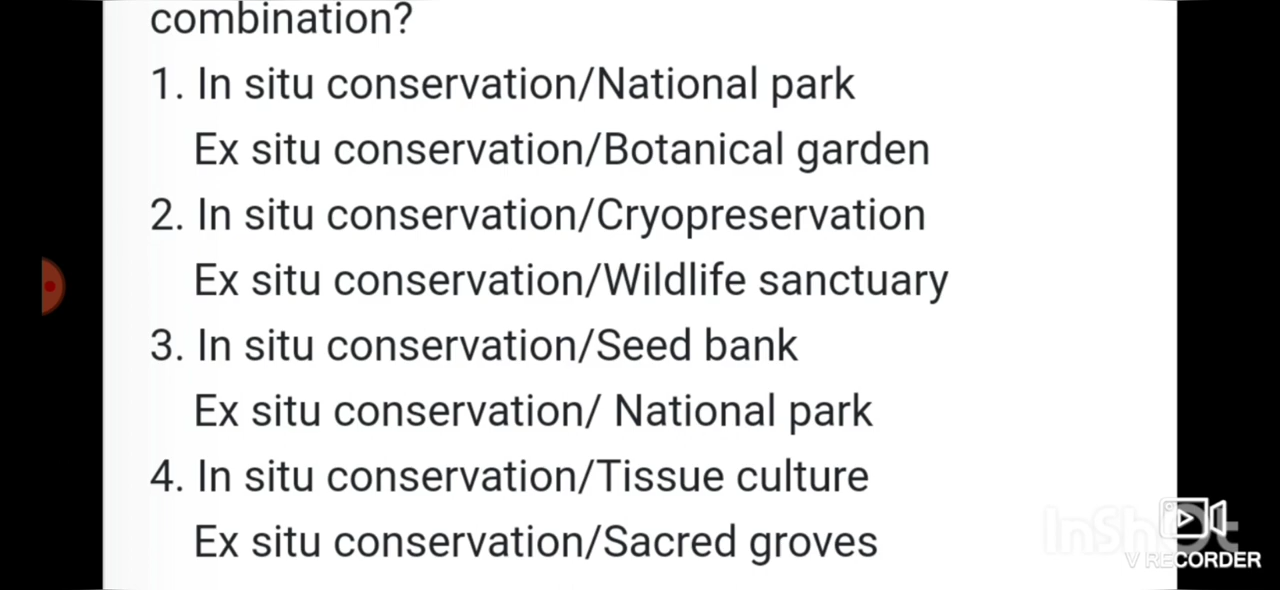 combination?
1. In situ conservation/National park
Ex situ conservation/Botanical garden
2. In situ conservation/Cryopreservation
Ex situ conservation/Wildlife sanctuary
3. In situ conservation/Seed bank
Ex situ conservation/ National park
4. In situ conservation/Tissue culture
Ex situ conservation/Sacred groves
InShot
V RECORDER